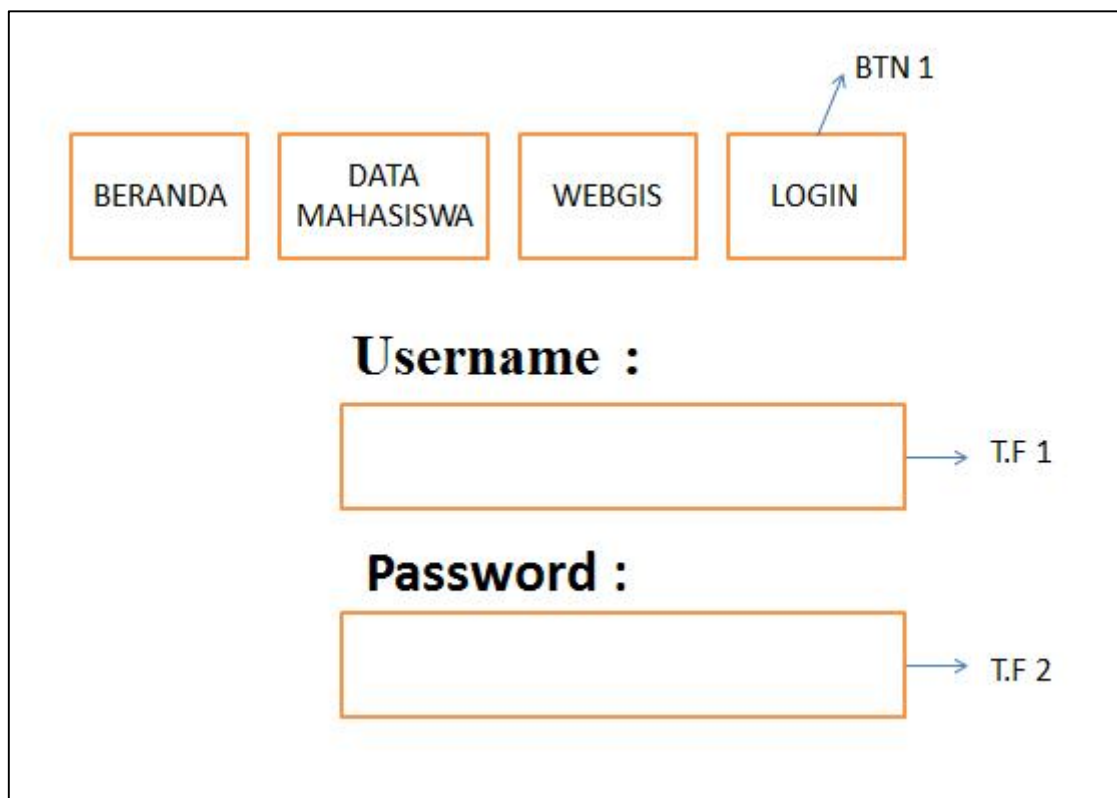 BTN 1
BERANDA
DATA
MAHASISWA
WEBGIS
LOGIN
Username :
T.F 1
Password :
T.F 2